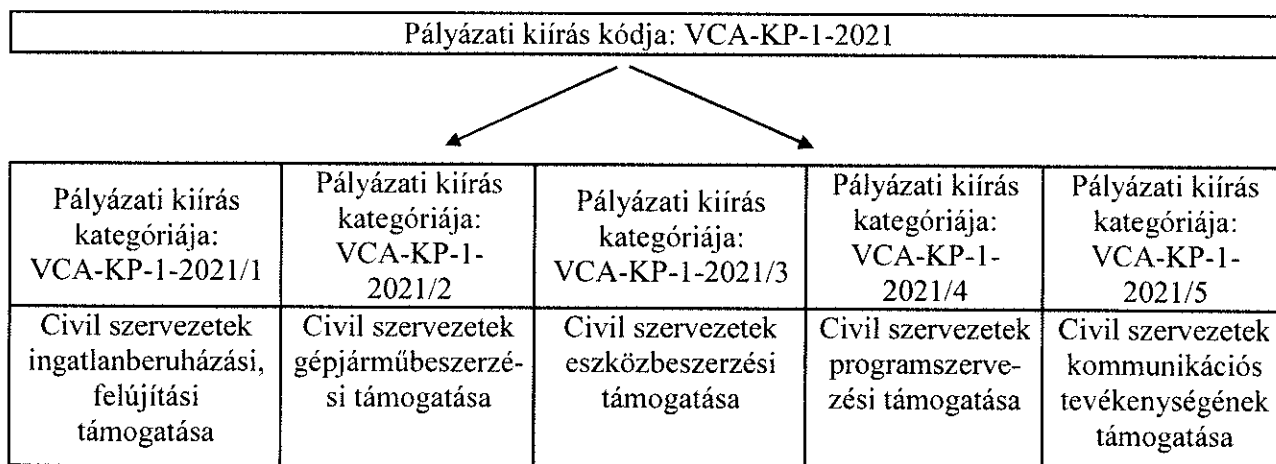 Pályázati kiírás kódja: VCA-KP-1-2021
Pályázati kiírás
kategóriája:
VCA-KP-1-2021/1
Pályázati kiírás
kategóriája:
VCA-KP-1-
2021/2
Pályázati kiírás
kategóriája:
VCA-KP-1-2021/3
Pályázati kiírás
kategóriája:
VCA-KP-1-
2021/4
Pályázati kiírás
kategóriája:
VCA-KP-1-
2021/5
Civil szervezetek
ingatlanberuházási,
felújítási
támogatása
Civil szervezetek
gépjárműbeszerzé-
si támogatása
Civil szervezetek
eszközbeszerzési
támogatása
Civil szervezetek
programszerve-
zési támogatása
Civil szervezetek
kommunikációs
tevékenységének
támogatása